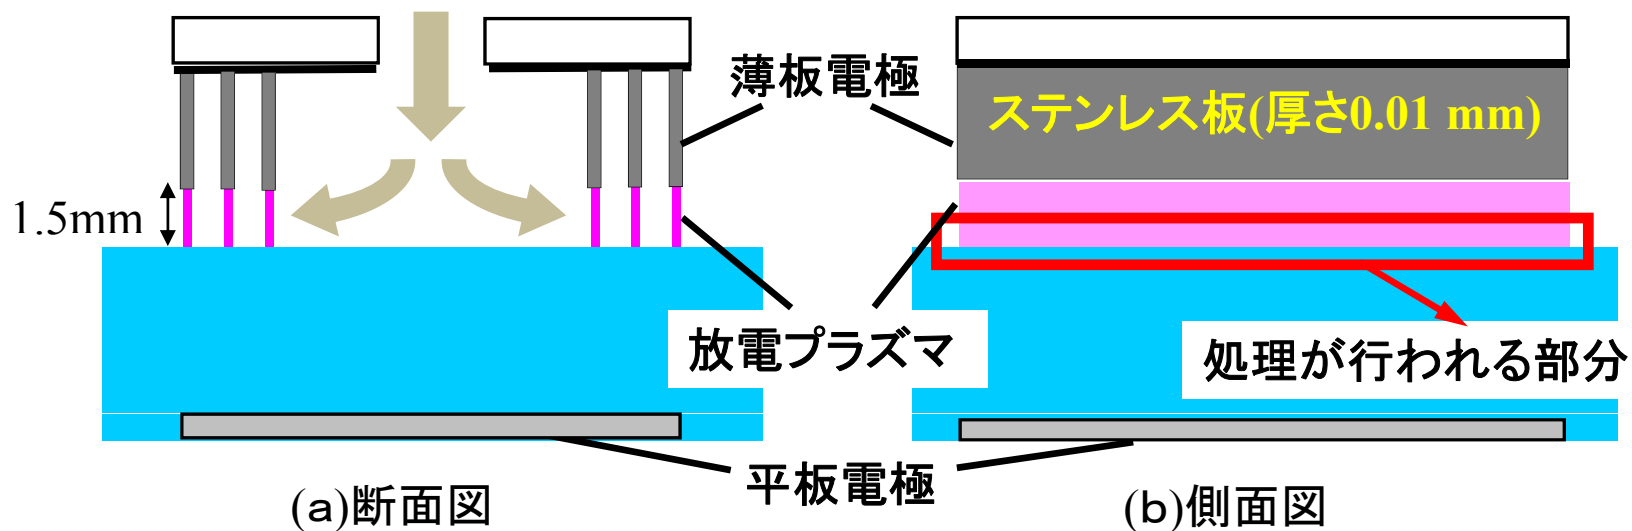 薄板電極
ステンレス板(厚さ0.01 mm)
1.5mm
放電プラズマ
処理が行われる部分
平板電極
(a)断面図
(b)側面図